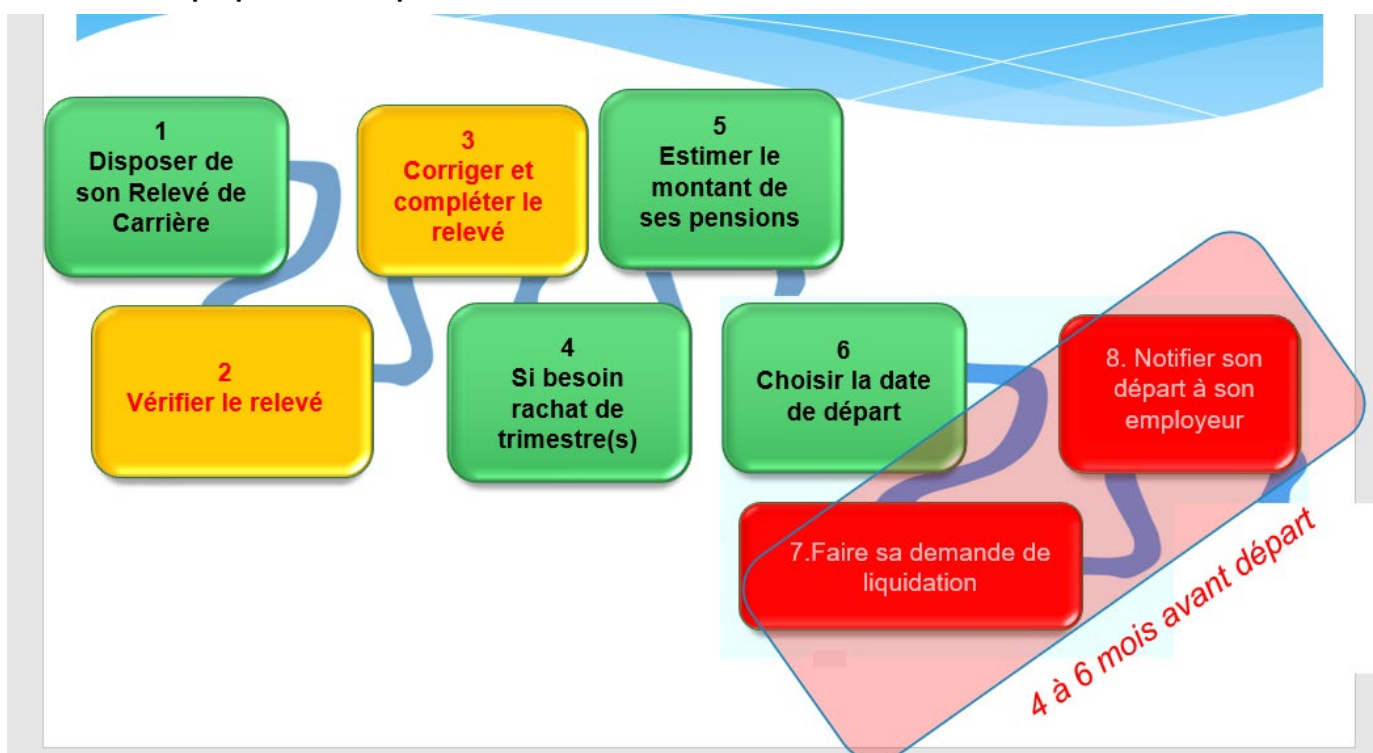 1
Disposer de
son Relevé de
Carrière
2
Vérifier le relevé
3
Corriger et
compléter le
relevé
4
Si besoin
rachat de
trimestre(s)
5
Estimer le
montant de
ses pensions
6
Choisir la date
de départ
7.Faire sa demande de
liquidation
8. Notifier son
départ à son
employeur
4 à 6 mois avant départ